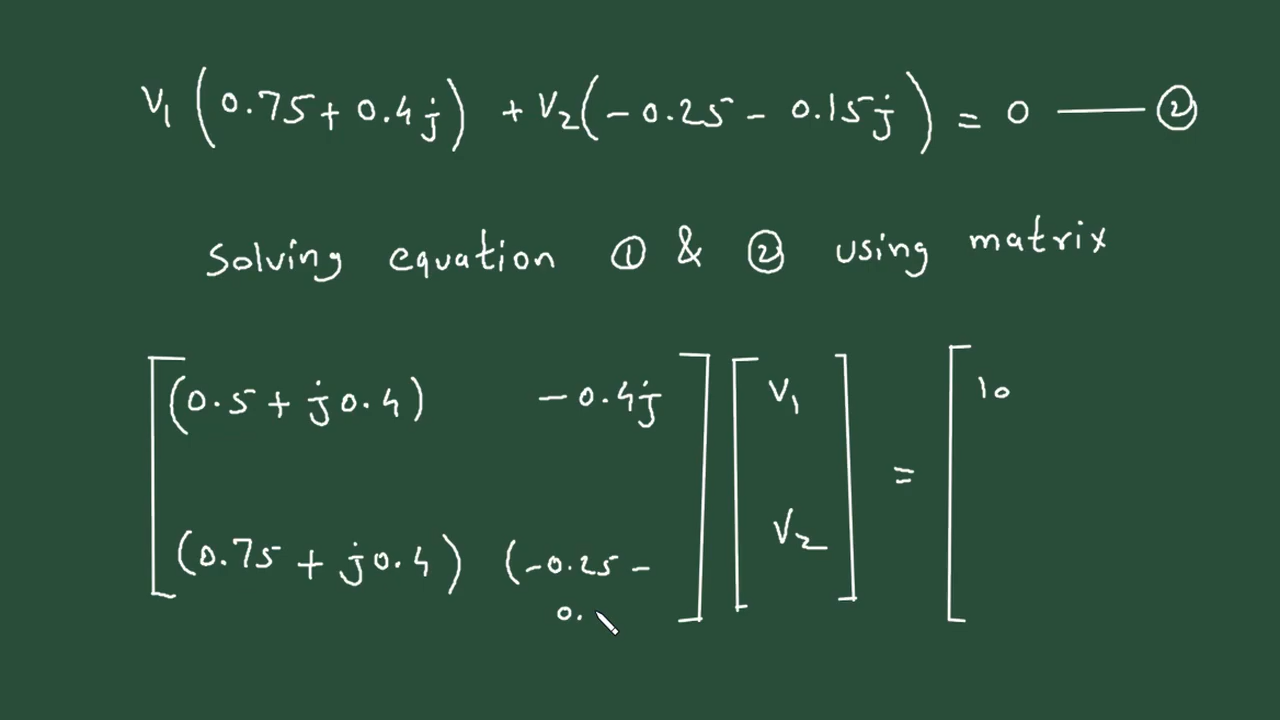 V₁ (0.75 + 0.4j) + V₂(-0.25 - 0.15j) = 0 —— ②
Solving equation ① & ② using matrix
[(0.5 + j0.4) -0.4j] [V₁] = [10
(0.75 + j0.4) (-0.25 - V₂
0.